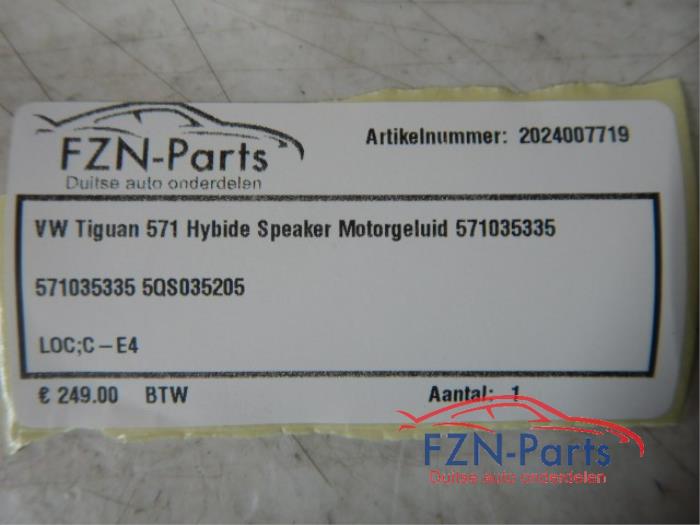 FZN-Parts
Duitse auto onderdelen
Artikelnummer: 2024007719
VW Tiguan 571 Hybide Speaker Motorgeluid 571035335
571035335 5QS035205
LOC;C-E4
€ 249.00 BTW
Aantal: 1
FZN-Parts
Duitse auto onderdelen